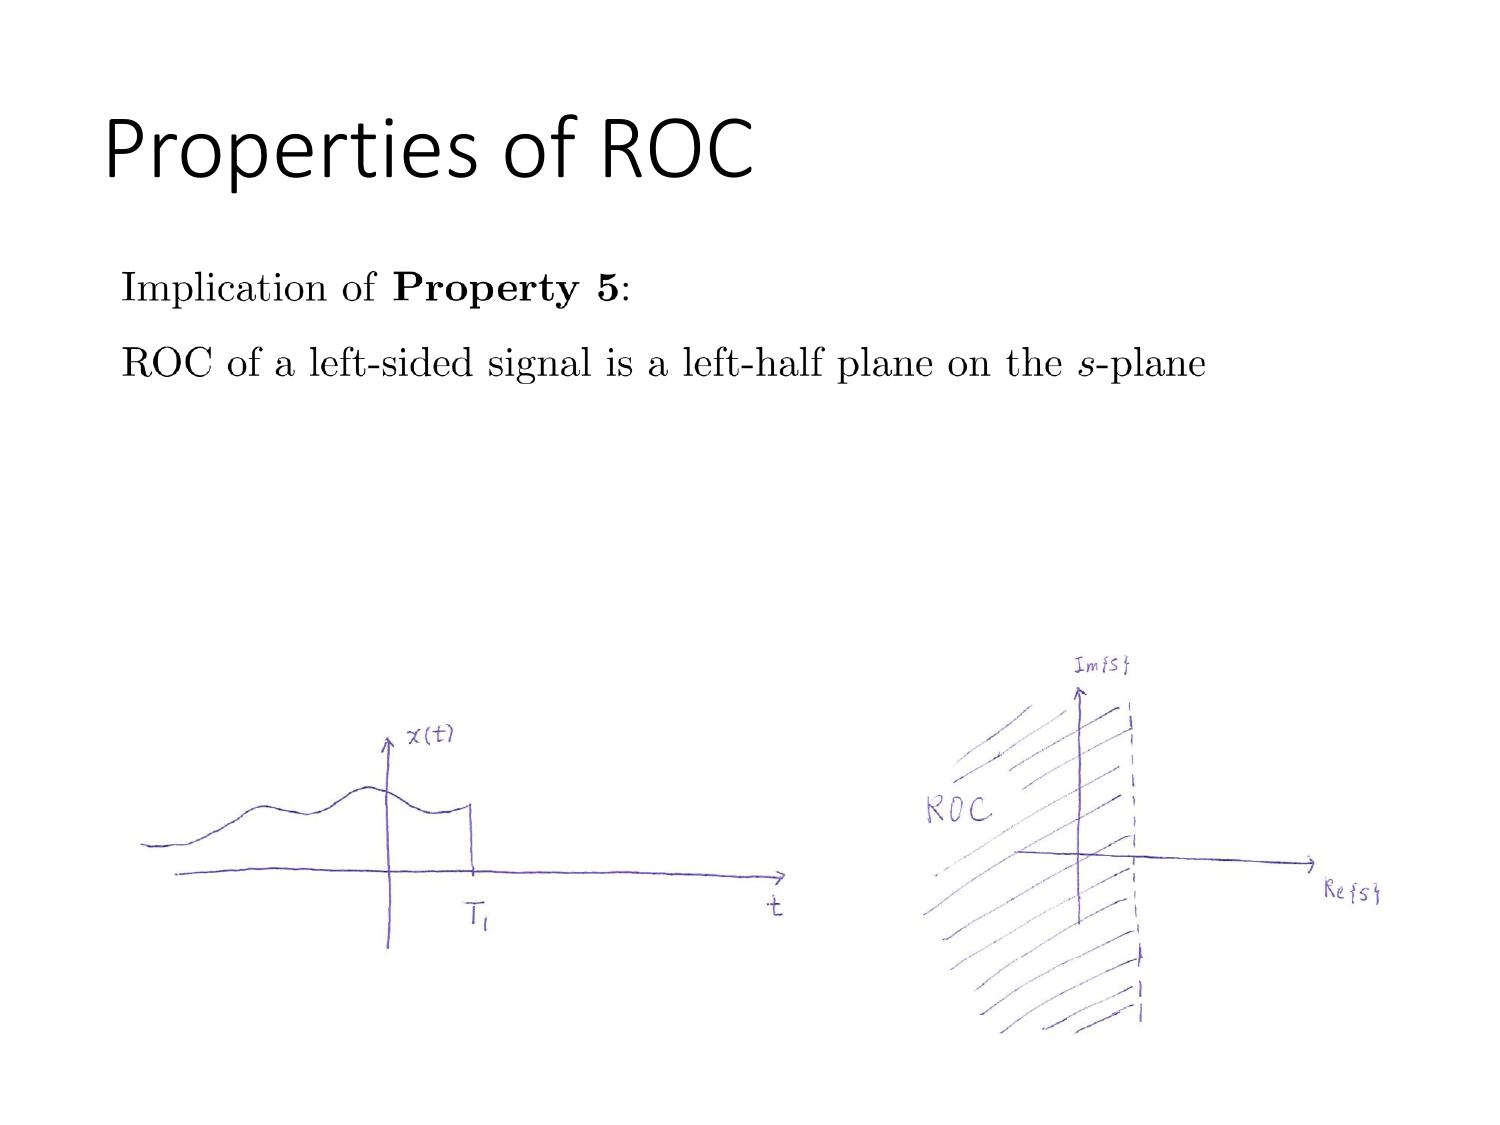 Properties of ROC
Implication of Property 5:
ROC of a left-sided signal is a left-half plane on the s-plane
x(t)
T₁
t
Im{s}
ROC
Re{s}